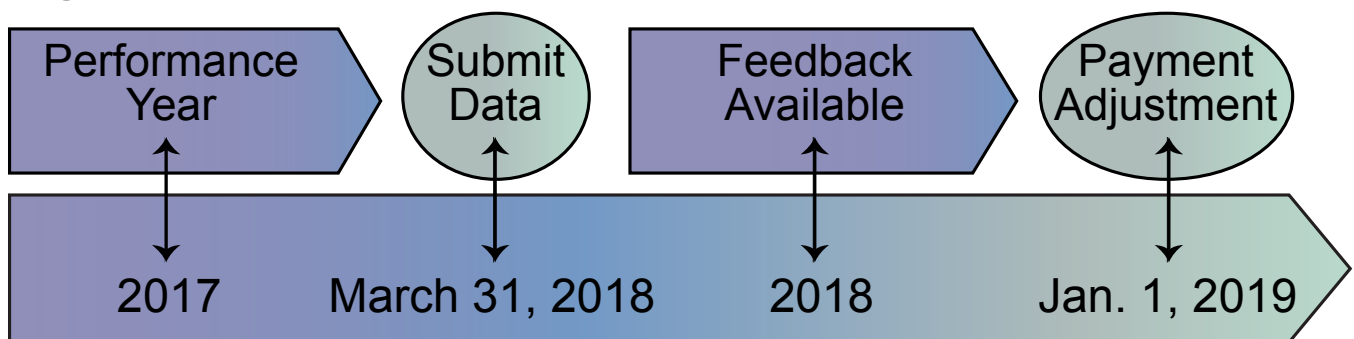 Performance
Year
Submit
Data
Feedback
Available
Payment
Adjustment
2017
March 31, 2018
2018
Jan. 1, 2019